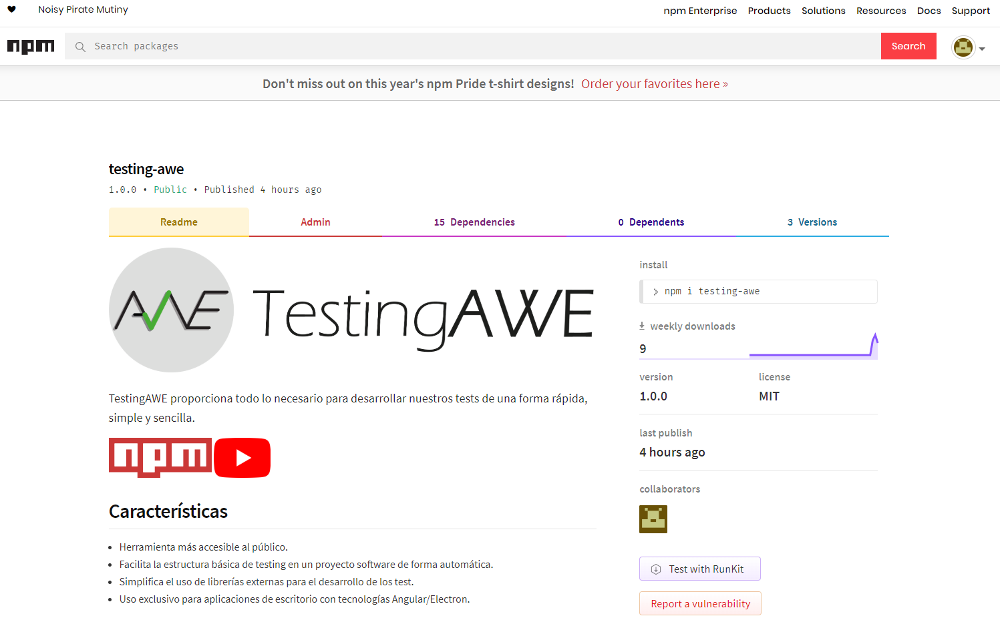 ♥ Noisy Pirate Mutiny npm Enterprise Products Solutions Resources Docs Support
npm Search packages Search
Don't miss out on this year's npm Pride t-shirt designs! Order your favorites here »
testing-awe
1.0.0 • Public • Published 4 hours ago
Readme Admin 15 Dependencies 0 Dependents 3 Versions
AWE TestingAWE
TestingAWE proporciona todo lo necesario para desarrollar nuestros tests de una forma rápida,
simple y sencilla.
npm
Características
• Herramienta más accesible al público.
• Facilita la estructura básica de testing en un proyecto software de forma automática.
• Simplifica el uso de librerías externas para el desarrollo de los test.
• Uso exclusivo para aplicaciones de escritorio con tecnologías Angular/Electron.
install
> npm i testing-awe
weekly downloads
9
version license
1.0.0 MIT
last publish
4 hours ago
collaborators
Test with RunKit
Report a vulnerability